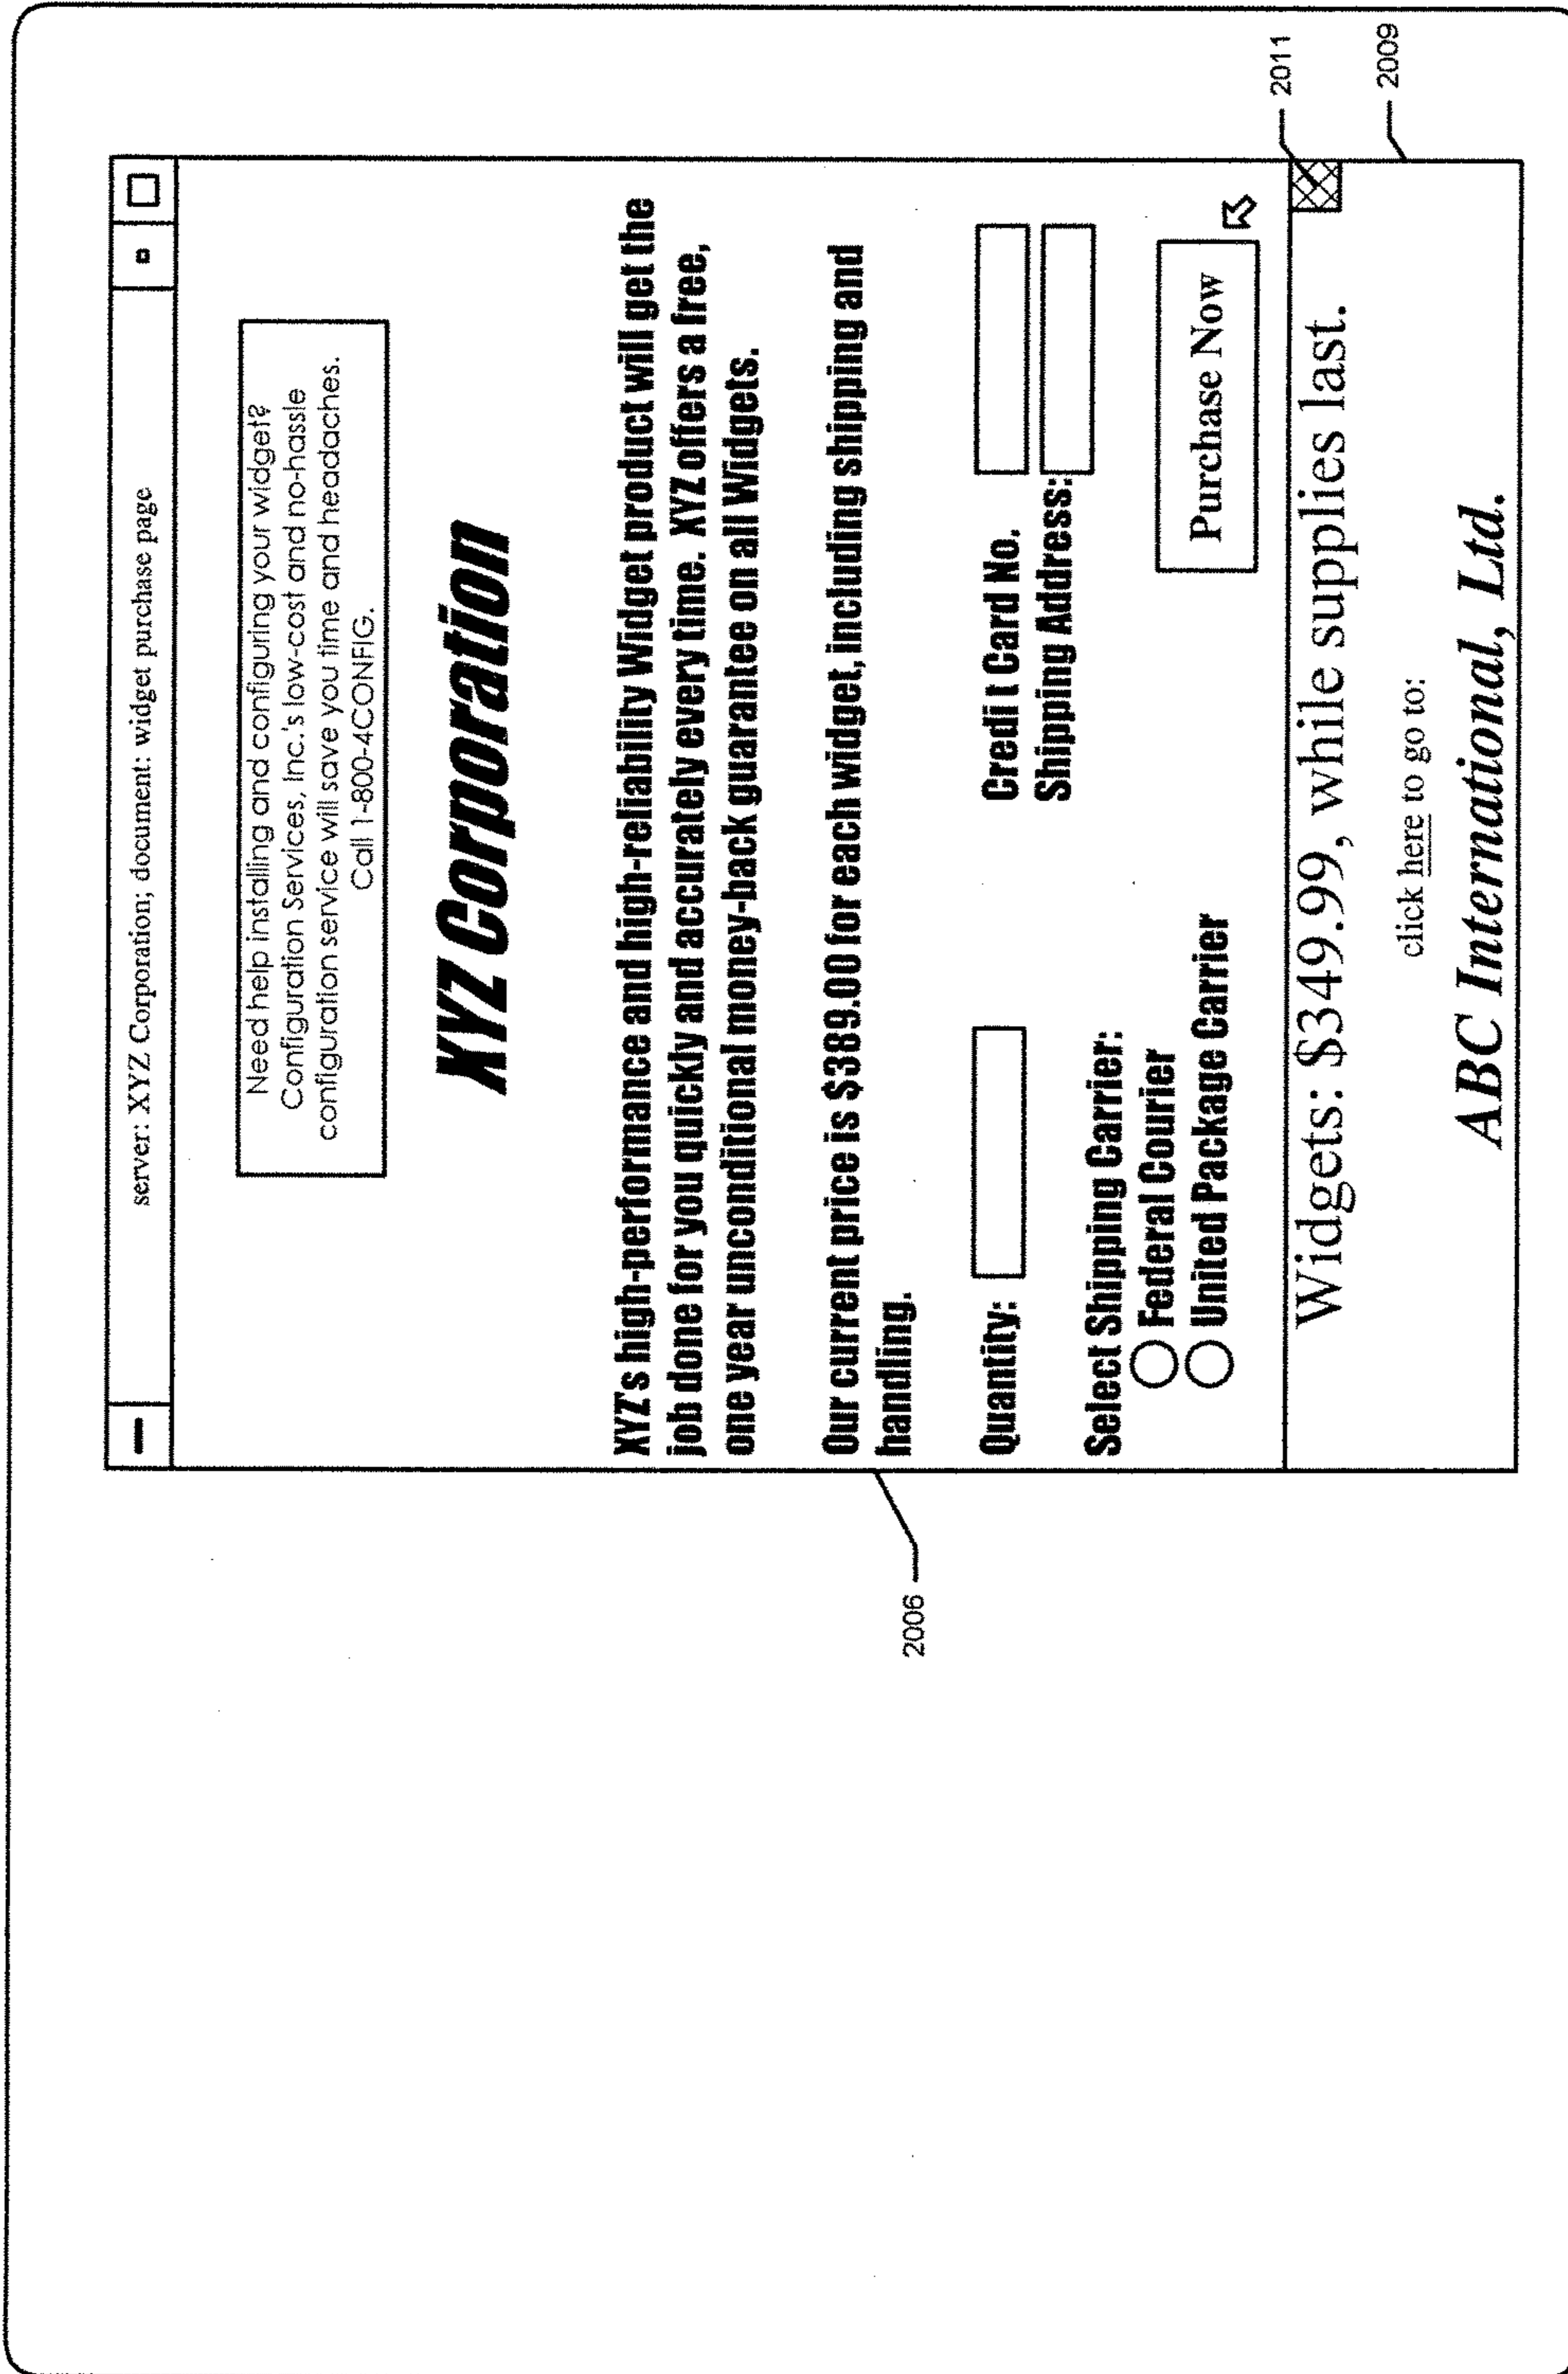 server: XYZ Corporation; document: widget purchase page
Need help installing and configuring your widget?
Configuration Services, Inc.'s low-cost and no-hassle
configuration service will save you time and headaches.
Call 1-800-4CONFIG.
XYZ Corporation
XYZ's high-performance and high-reliability Widget product will get the
job done for you quickly and accurately every time. XYZ offers a free,
one year unconditional money-back guarantee on all Widgets.
Our current price is $389.00 for each widget, including shipping and
handling.
Quantity:
Credi t Card No.
Shipping Address:
Select Shipping Carrier:
Federal Courier
United Package Carrier
Purchase Now
Widgets: $349.99, while supplies last.
click here to go to:
ABC International, Ltd.
2006
2011
2009